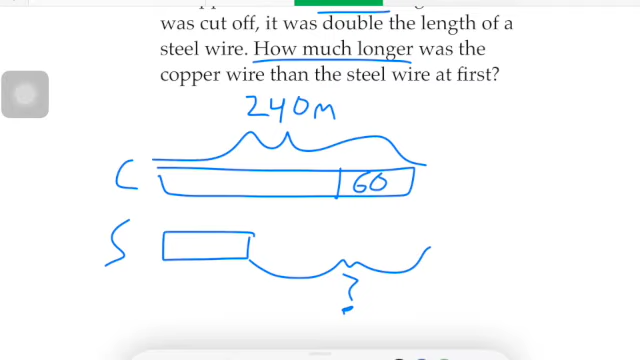 was cut off, it was double the length of a
steel wire. How much longer was the
copper wire than the steel wire at first?
240m
C
60
S
?